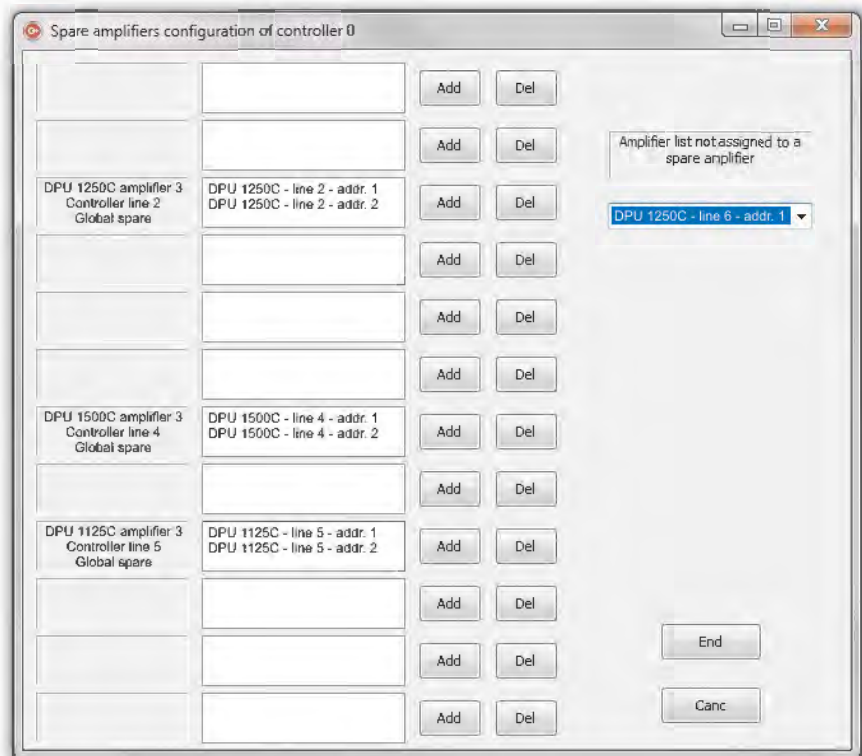 Spare amplifiers configuration of controller 0
Add Del
Add Del
Amplifier list not assigned to a
spare amplifier
DPU 1250C amplifier 3
Controller line 2
Global spare
DPU 1250C - line 2 - addr. 1
DPU 1250C - line 2 - addr. 2
Add Del
DPU 1250C - line 6 - addr. 1
Add Del
Add Del
Add Del
DPU 1500C amplifier 3
Controller line 4
Global spare
DPU 1500C - line 4 - addr. 1
DPU 1500C - line 4 - addr. 2
Add Del
Add Del
DPU 1125C amplifier 3
Controller line 5
Global spare
DPU 1125C - line 5 - addr. 1
DPU 1125C - line 5 - addr. 2
Add Del
Add Del
Add Del
Add Del
End
Canc